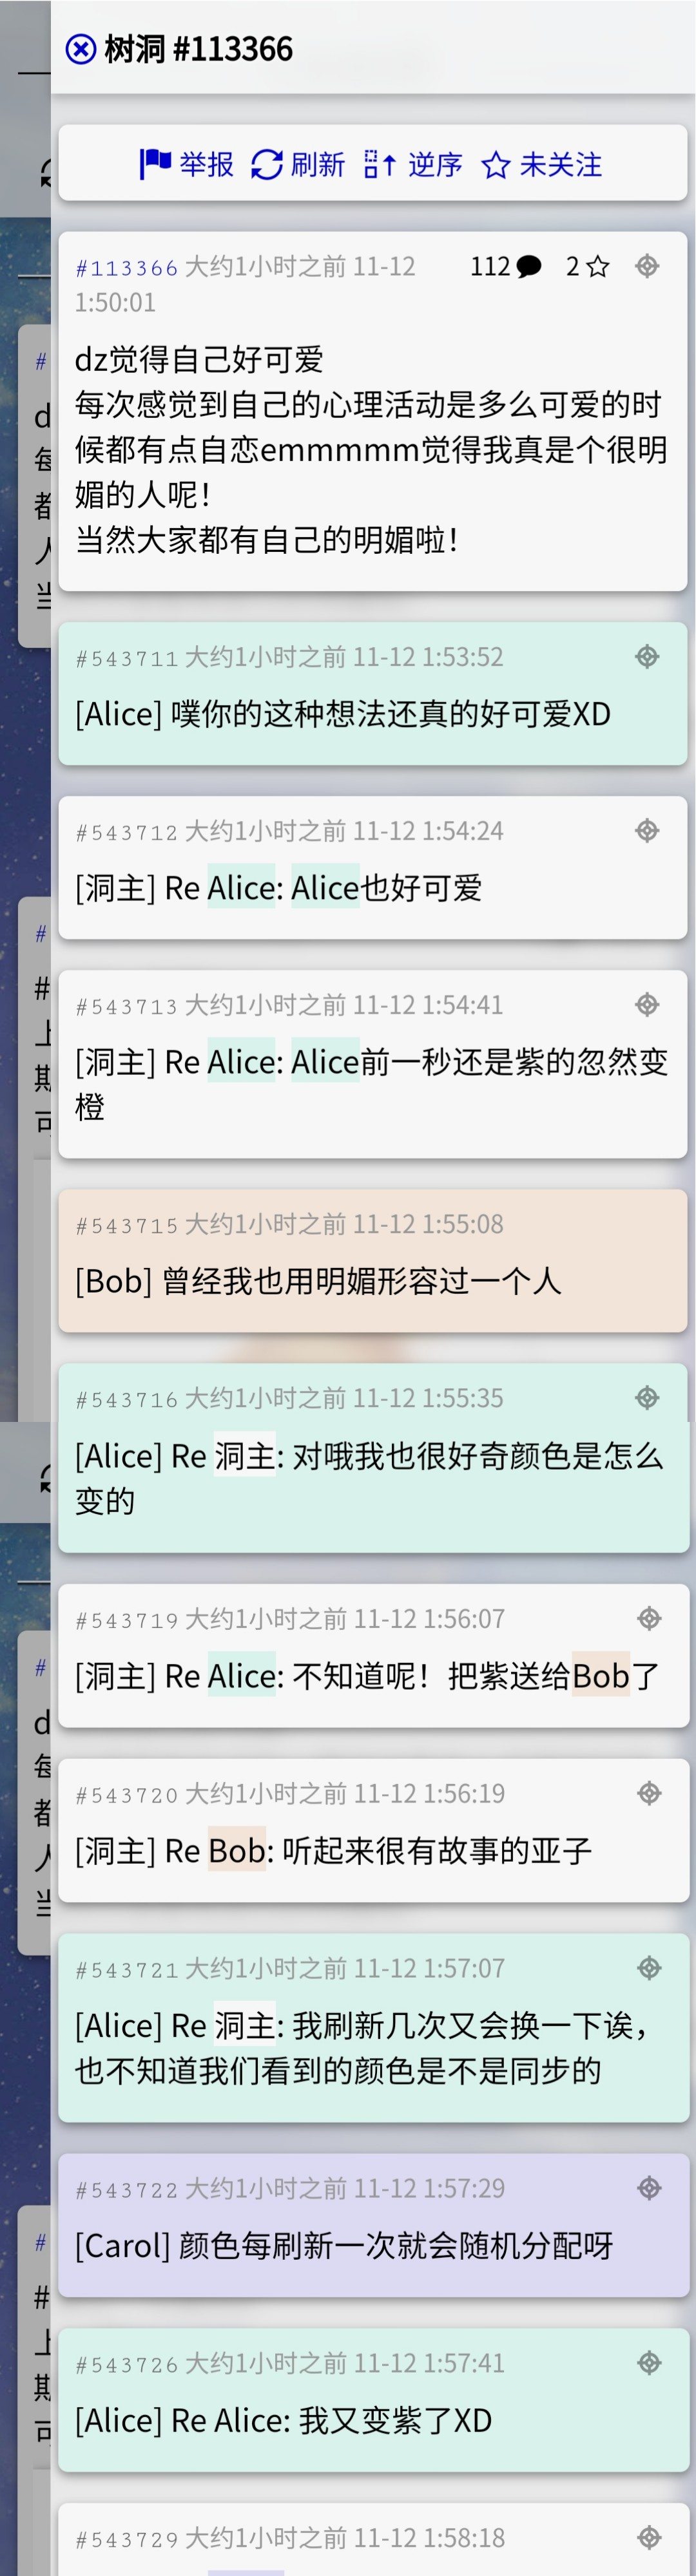 树洞 #113366
举报 刷新 逆序 未关注
#113366 大约1小时之前 11-12 112 2
1:50:01
dz觉得自己好可爱
每次感觉到自己的心理活动是多么可爱的时
候都有点自恋emmmmm觉得我真是个很明
媚的人呢！
当然大家都有自己的明媚啦！
#543711 大约1小时之前 11-12 1:53:52
[Alice] 噗你的这种想法还真的好可爱XD
#543712 大约1小时之前 11-12 1:54:24
[洞主] Re Alice: Alice也好可爱
#543713 大约1小时之前 11-12 1:54:41
[洞主] Re Alice: Alice前一秒还是紫的忽然变
橙
#543715 大约1小时之前 11-12 1:55:08
[Bob] 曾经我也用明媚形容过一个人
#543716 大约1小时之前 11-12 1:55:35
[Alice] Re 洞主: 对哦我也很好奇颜色是怎么
变的
#543719 大约1小时之前 11-12 1:56:07
[洞主] Re Alice: 不知道呢！把紫送给Bob了
#543720 大约1小时之前 11-12 1:56:19
[洞主] Re Bob: 听起来很有故事的亚子
#543721 大约1小时之前 11-12 1:57:07
[Alice] Re 洞主: 我刷新几次又会换一下诶，
也不知道我们看到的颜色是不是同步的
#543722 大约1小时之前 11-12 1:57:29
[Carol] 颜色每刷新一次就会随机分配呀
#543726 大约1小时之前 11-12 1:57:41
[Alice] Re Alice: 我又变紫了XD
#543729 大约1小时之前 11-12 1:58:18